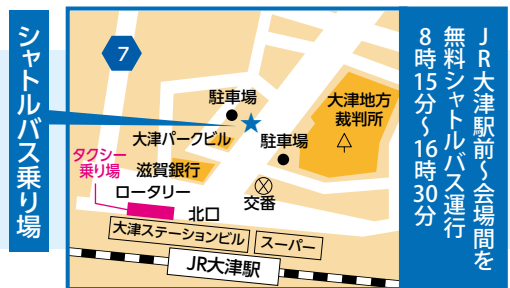 JR大津駅前～会場間を
無料シャトルバス運行
8時15分～16時30分
シャトルバス乗り場
7
駐車場
大津地方
裁判所
大津パークビル
駐車場
タクシー
乗り場
滋賀銀行
ロータリー
交番
北口
大津ステーションビル
スーパー
JR大津駅